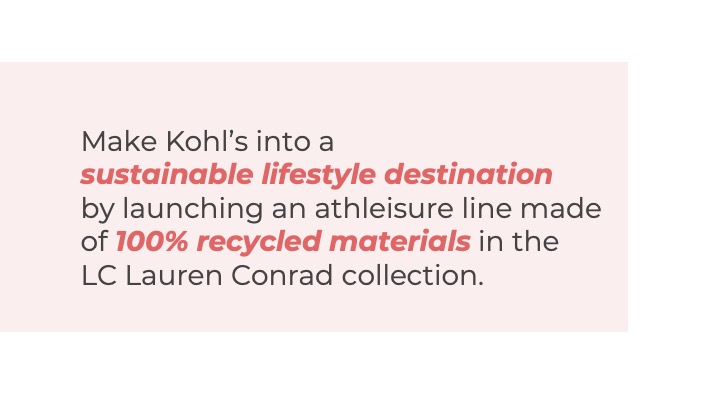 Make Kohl’s into a
sustainable lifestyle destination
by launching an athleisure line made
of 100% recycled materials in the
LC Lauren Conrad collection.